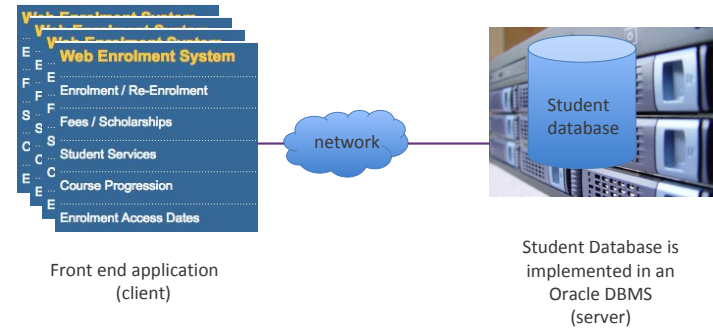 Web Enrolment System
Enrolment / Re-Enrolment
Fees / Scholarships
Student Services
Course Progression
Enrolment Access Dates
network
Student
database
Front end application
(client)
Student Database is
implemented in an
Oracle DBMS
(server)